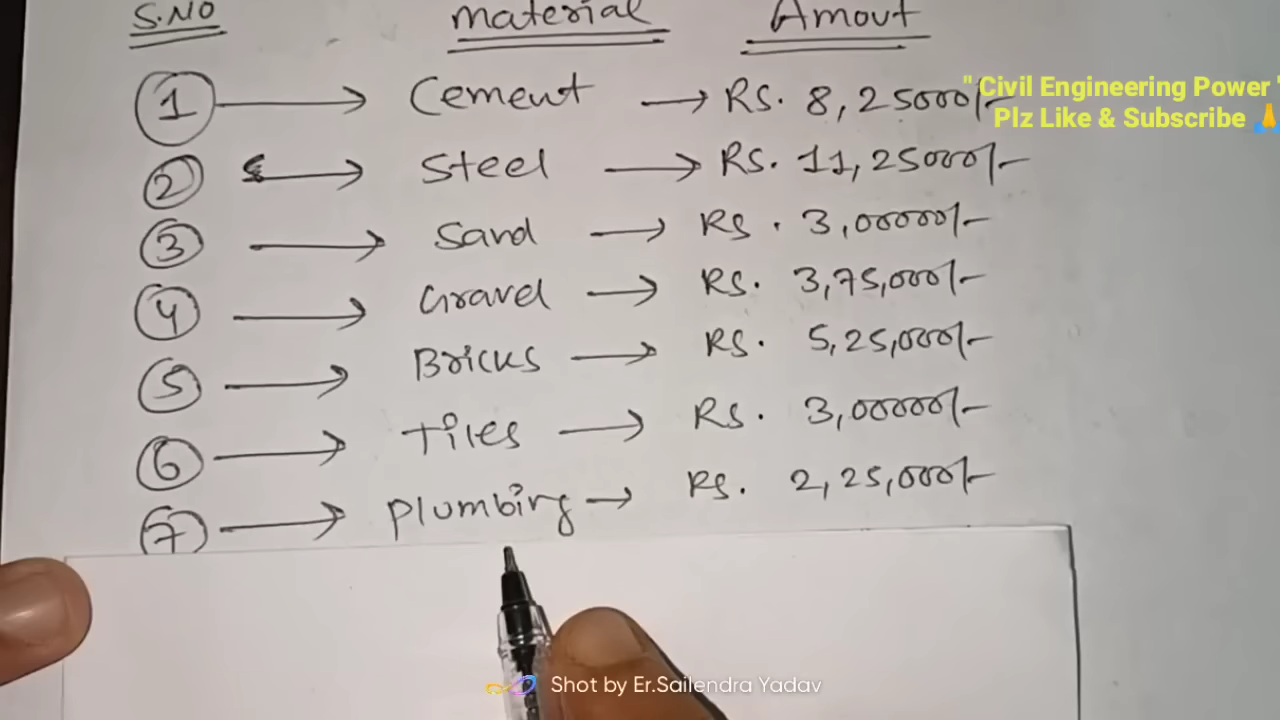 S.NO Material Amout
1 → Cement → RS. 8,25000/-
" Civil Engineering Power "
Plz Like & Subscribe 🙏
2 → Steel → RS. 11,25000/-
3 → Sand → RS. 3,00000/-
4 → Gravel → RS. 3,75,000/-
5 → Bricks → RS. 5,25,000/-
6 → Tiles → RS. 3,00000/-
7 → Plumbing → RS. 2,25,000/-
Shot by Er.Sailendra Yadav